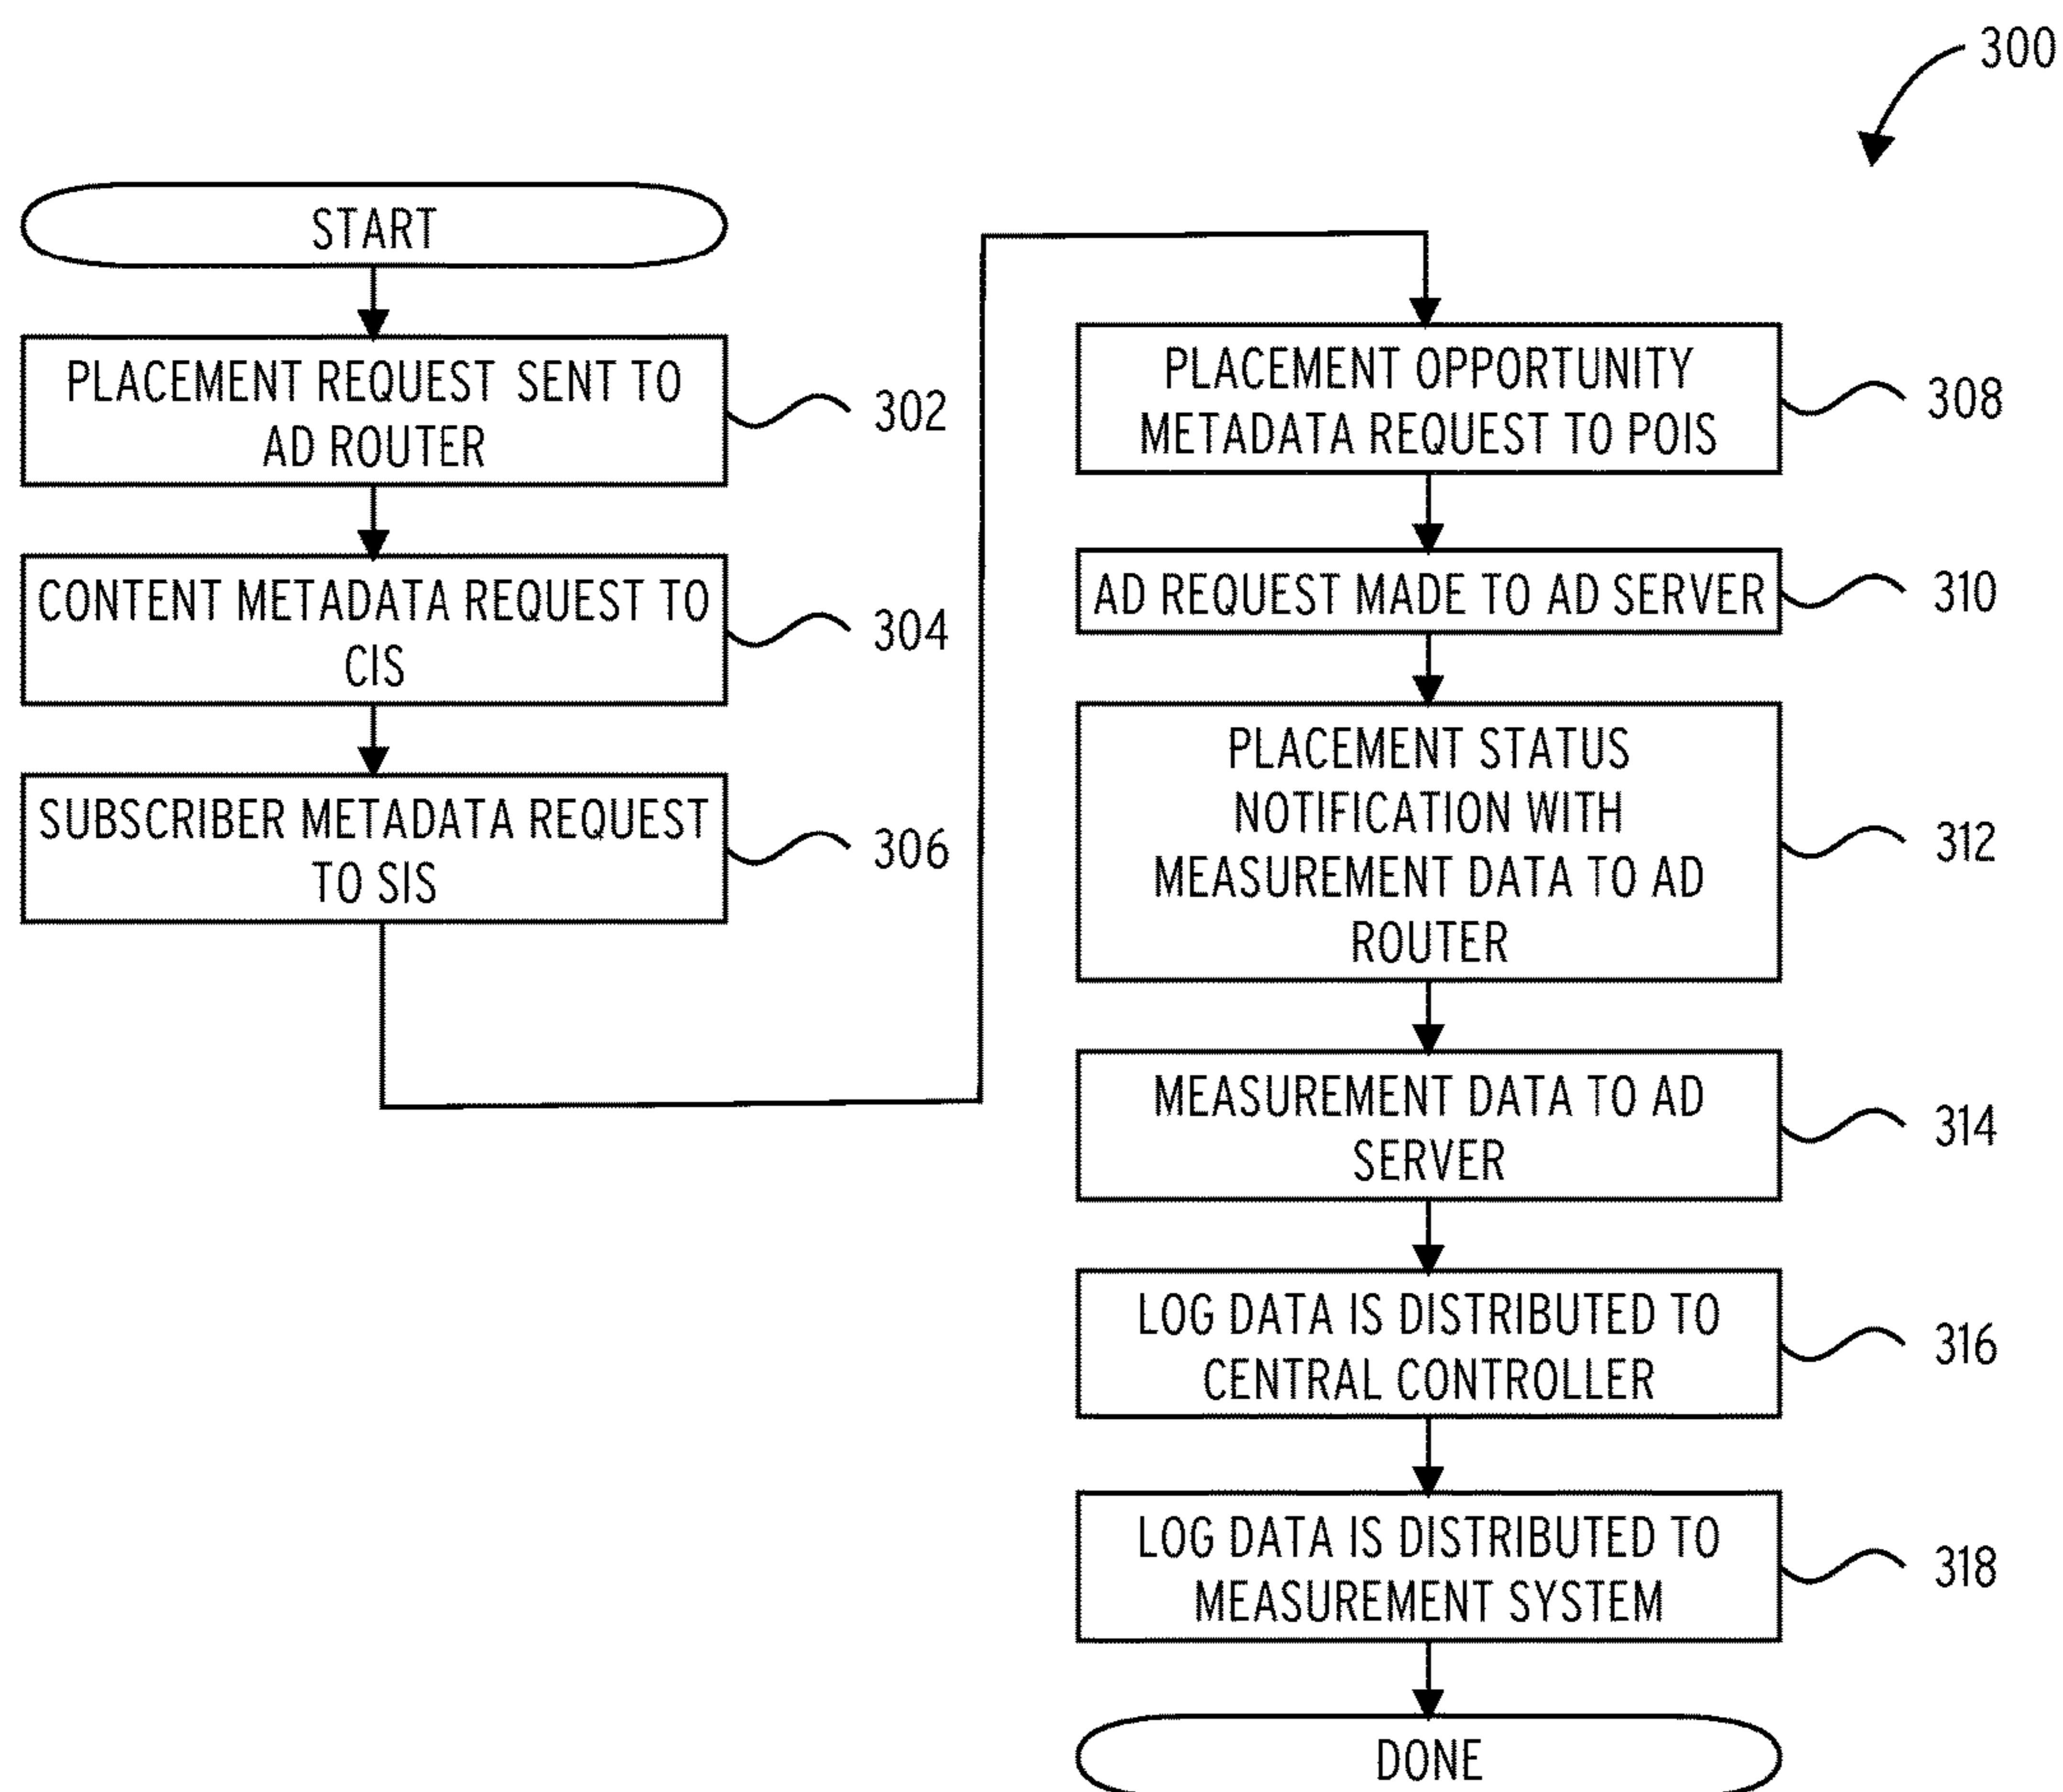 300
START
PLACEMENT REQUEST SENT TO
AD ROUTER
302
CONTENT METADATA REQUEST TO
CIS
304
SUBSCRIBER METADATA REQUEST
TO SIS
306
PLACEMENT OPPORTUNITY
METADATA REQUEST TO POIS
308
AD REQUEST MADE TO AD SERVER
310
PLACEMENT STATUS
NOTIFICATION WITH
MEASUREMENT DATA TO AD
ROUTER
312
MEASUREMENT DATA TO AD
SERVER
314
LOG DATA IS DISTRIBUTED TO
CENTRAL CONTROLLER
316
LOG DATA IS DISTRIBUTED TO
MEASUREMENT SYSTEM
318
DONE